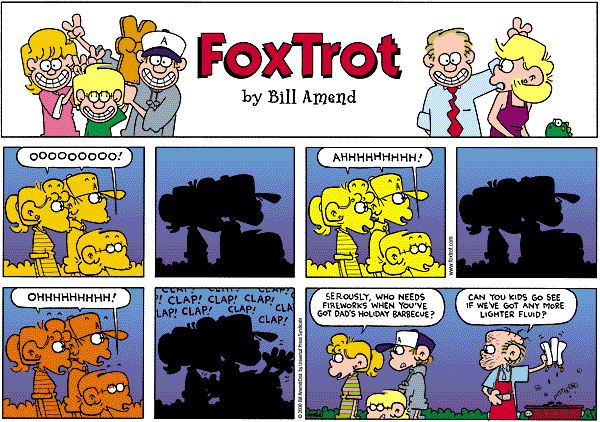 FOXTROT
by Bill Amend
A
OOOOOOOOO!
AHHHHHHHHH!
www.foxtrot.com
OHHHHHHHHH!
CLAP! CLAP!
CLAP! CLAP! CLAP!
LAP! CLAP! CLAP!
CLAP!
SERIOUSLY, WHO NEEDS
FIREWORKS WHEN YOU'VE
GOT DAD'S HOLIDAY BARBECUE?
CAN YOU KIDS GO SEE
IF WE'VE GOT ANY MORE
LIGHTER FLUID?